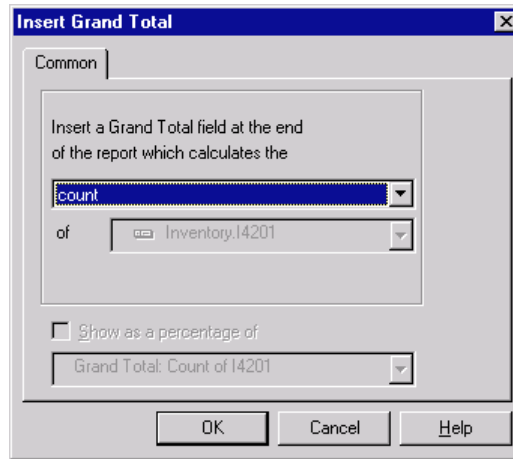 Insert Grand Total
Common
Insert a Grand Total field at the end
of the report which calculates the
count
of Inventory.I4201
Show as a percentage of
Grand Total: Count of I4201
OK Cancel Help